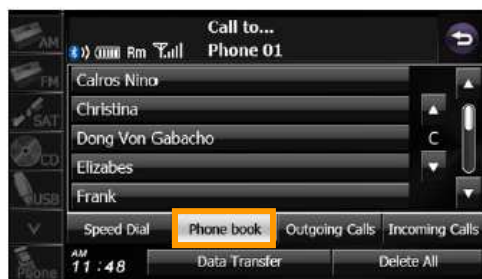 AM
FM
SAT
CD
USB
Phone
Call to...
Rm
Phone 01
Calros Nino
Christina
Dong Von Gabacho
Elizabes
Frank
C
Speed Dial Phone book Outgoing Calls Incoming Calls
AM 11:48 Data Transfer Delete All